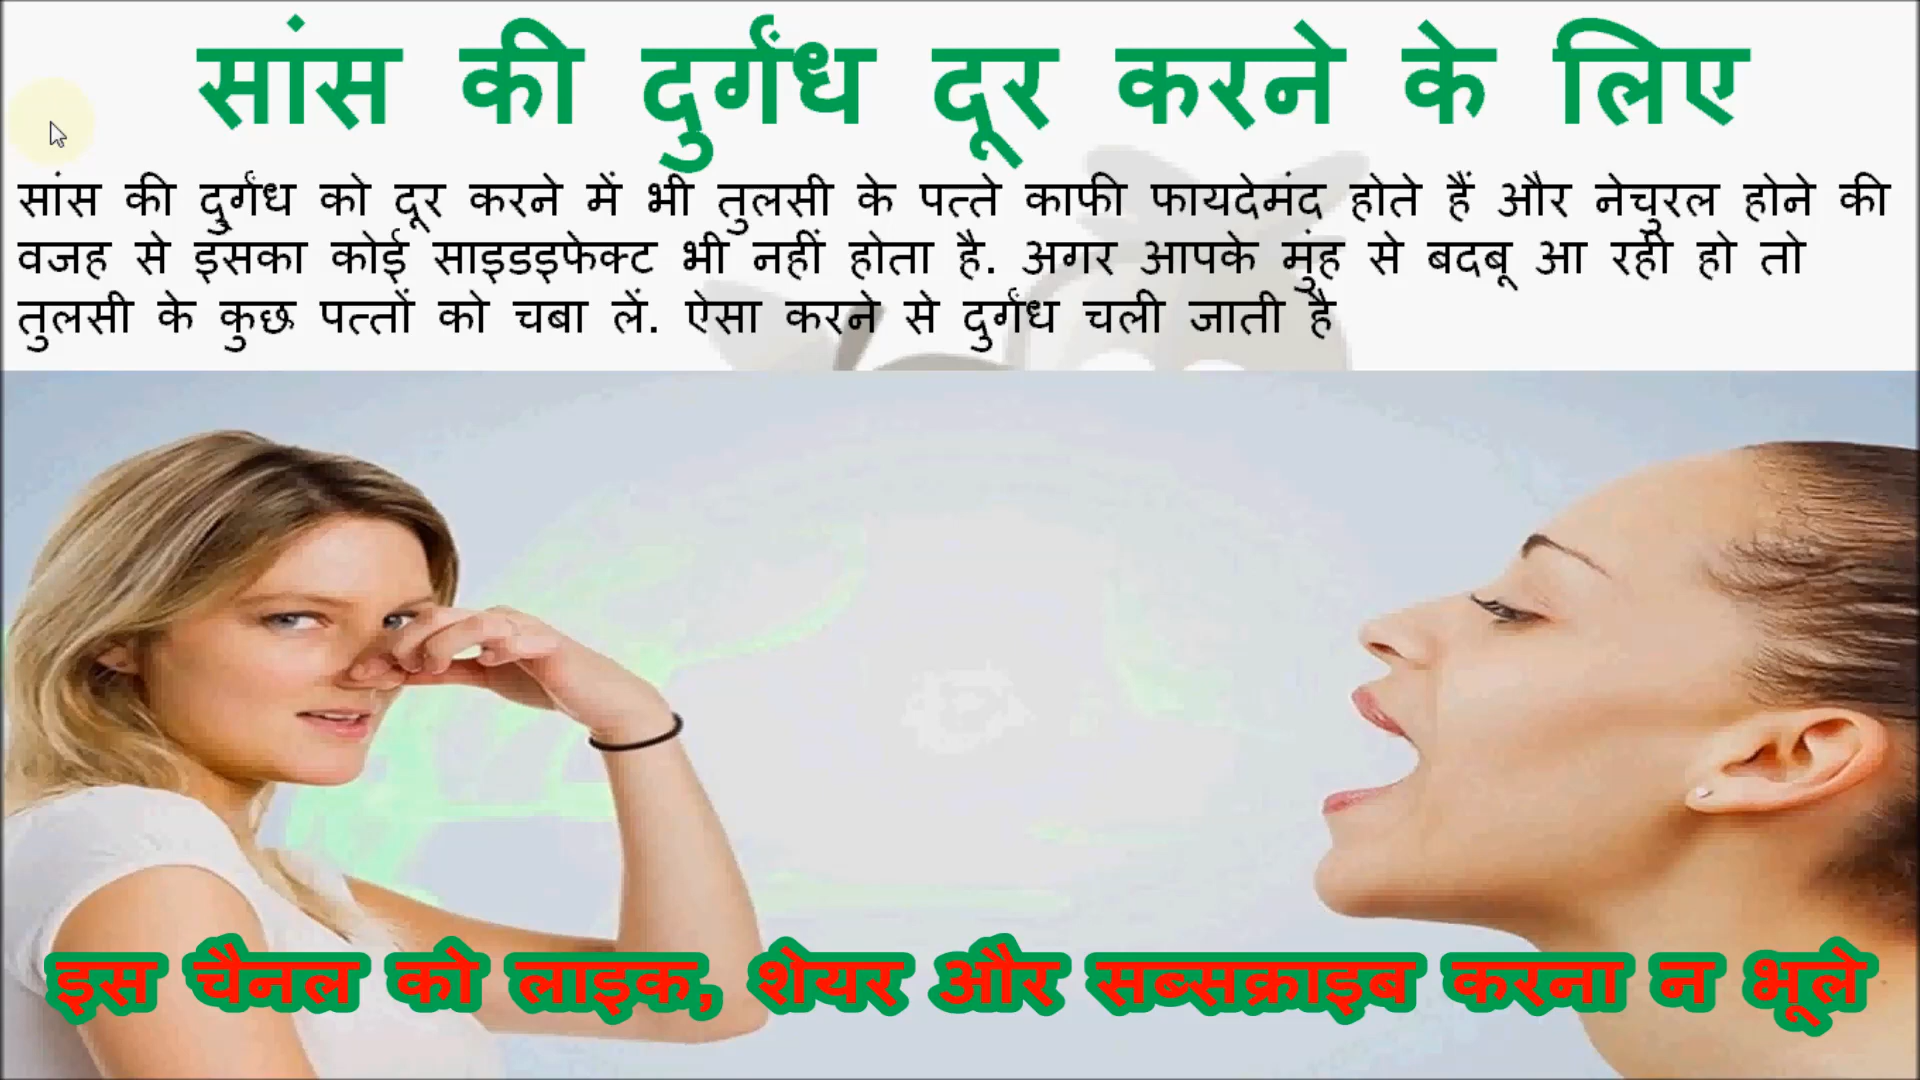 सांस की दुर्गंध दूर करने के लिए
सांस की दुर्गंध को दूर करने में भी तुलसी के पत्ते काफी फायदेमंद होते हैं और नेचुरल होने की
वजह से इसका कोई साइडइफेक्ट भी नहीं होता है. अगर आपके मुंह से बदबू आ रही हो तो
तुलसी के कुछ पत्तों को चबा लें. ऐसा करने से दुर्गंध चली जाती है
इस चैनल को लाइक, शेयर और सब्सक्राइब करना न भूले